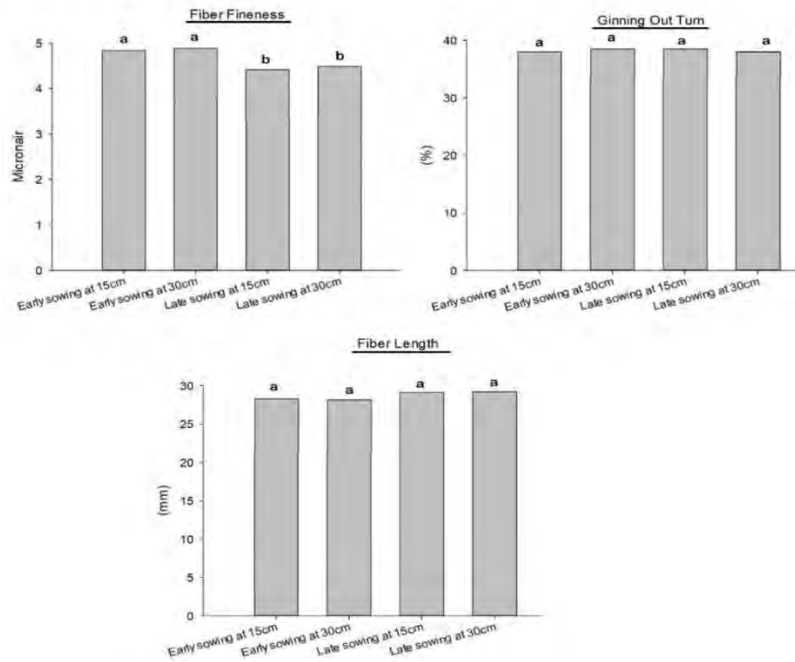 Fiber Fineness
Micronair
5
4
3
2
1
0
a
a
b
b
Early sowing at 15cm
Early sowing at 30cm
Late sowing at 15cm
Late sowing at 30cm
Ginning Out Turn
(%)
40
30
20
10
0
a
a
a
a
Early sowing at 15cm
Early sowing at 30cm
Late sowing at 15cm
Late sowing at 30cm
Fiber Length
(mm)
30
25
20
15
10
5
0
a
a
a
a
Early sowing at 15cm
Early sowing at 30cm
Late sowing at 15cm
Late sowing at 30cm